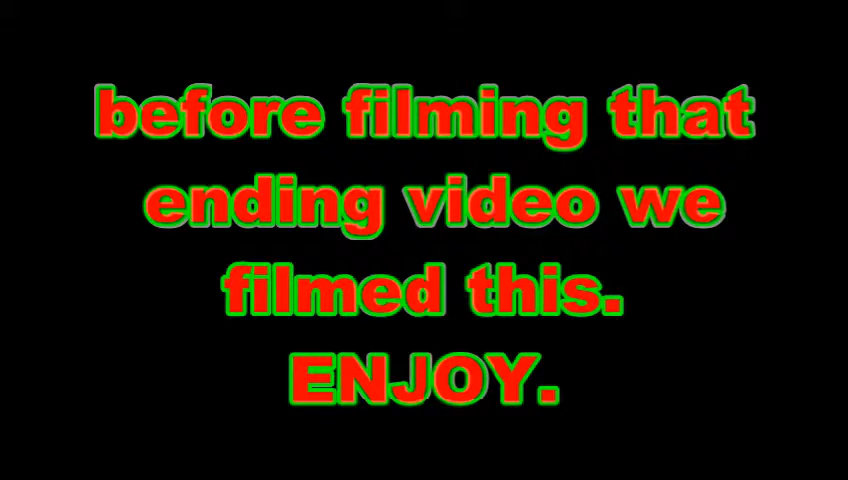 before filming that
ending video we
filmed this.
ENJOY.